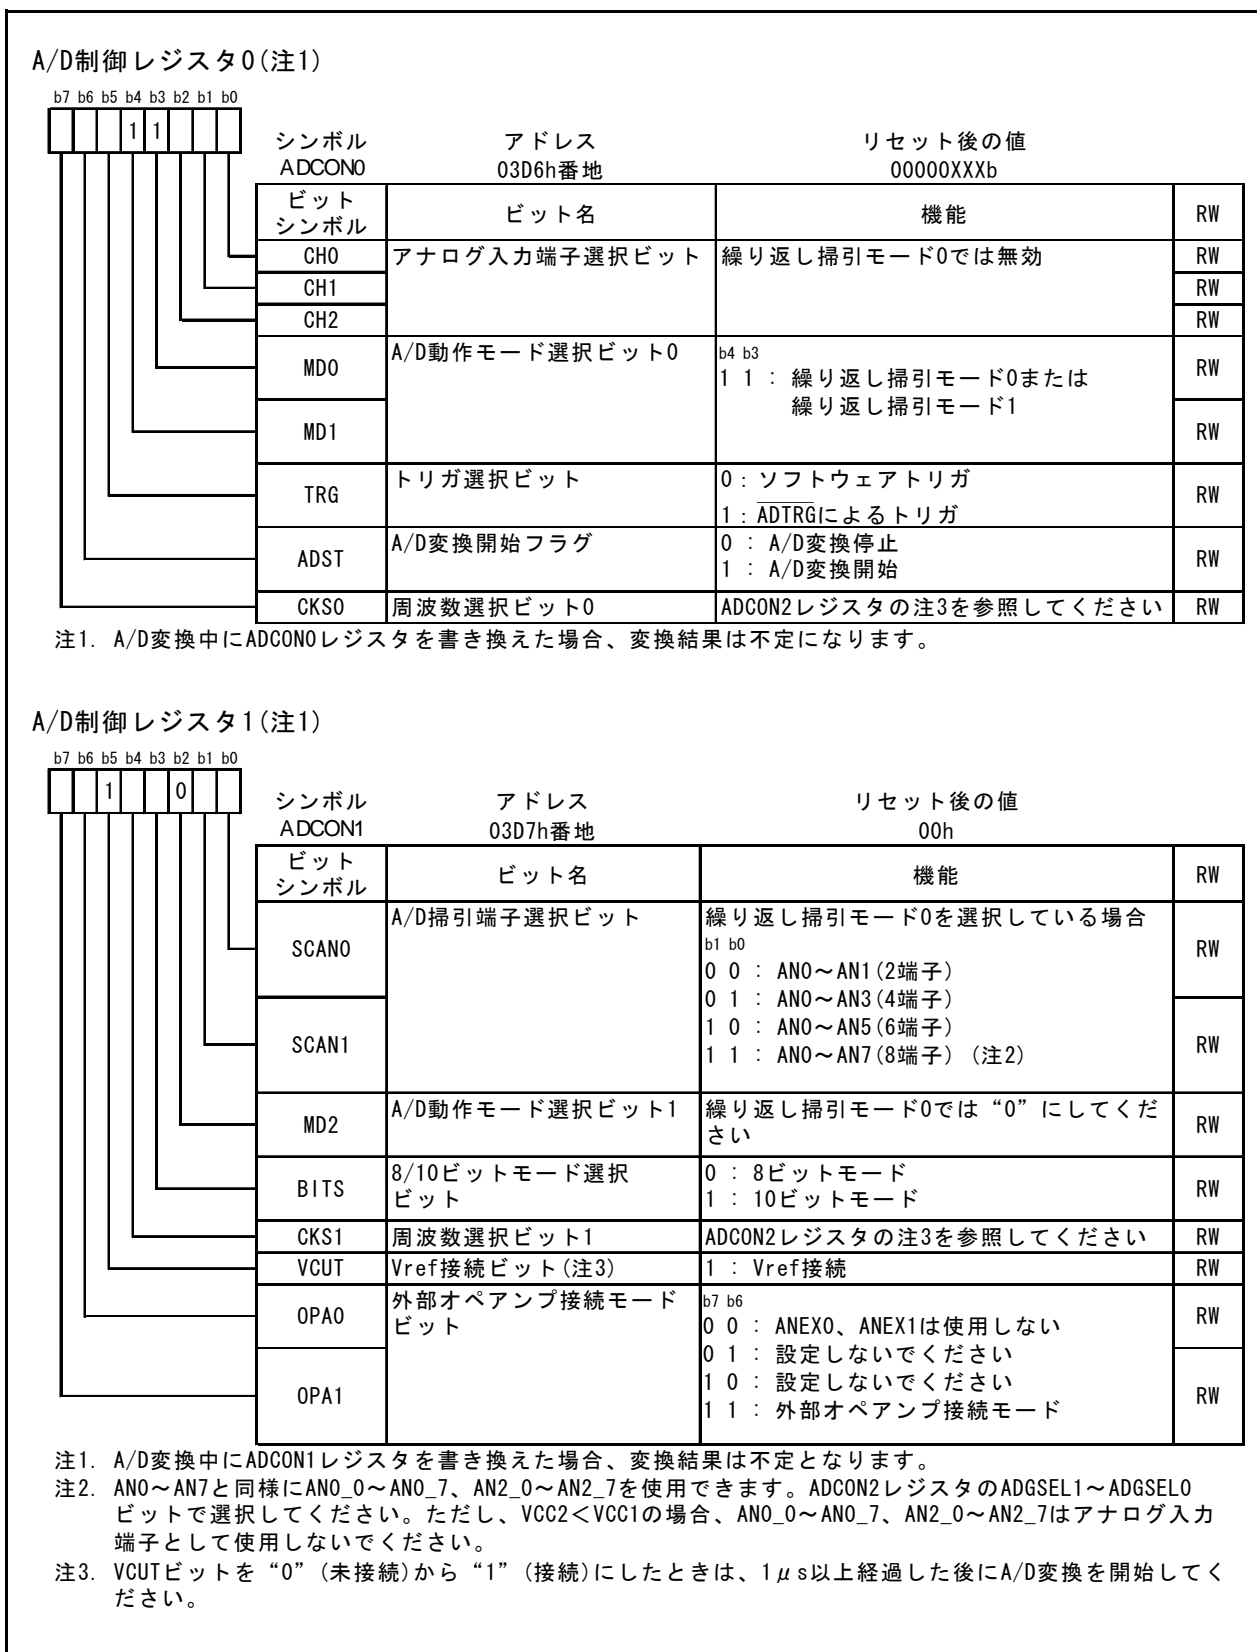 A/D制御レジスタ0(注1)
b7 b6 b5 b4 b3 b2 b1 b0
1 1
シンボル アドレス リセット後の値
ADCON0 03D6h番地 00000XXXb
ビット
シンボル ビット名 機能 RW
CH0 アナログ入力端子選択ビット 繰り返し掃引モード0では無効 RW
CH1 RW
CH2 RW
MD0 A/D動作モード選択ビット0 b4 b3 RW
1 1 : 繰り返し掃引モード0または
繰り返し掃引モード1
MD1 RW
TRG トリガ選択ビット 0:ソフトウェアトリガ RW
1:ADTRGによるトリガ
ADST A/D変換開始フラグ 0 : A/D変換停止 RW
1 : A/D変換開始
CKS0 周波数選択ビット0 ADCON2レジスタの注3を参照してください RW
注1. A/D変換中にADCON0レジスタを書き換えた場合、変換結果は不定になります。
A/D制御レジスタ1(注1)
b7 b6 b5 b4 b3 b2 b1 b0
1 0
シンボル アドレス リセット後の値
ADCON1 03D7h番地 00h
ビット
シンボル ビット名 機能 RW
SCAN0 A/D掃引端子選択ビット 繰り返し掃引モード0を選択している場合 RW
b1 b0
0 0 : AN0～AN1(2端子)
0 1 : AN0～AN3(4端子)
1 0 : AN0～AN5(6端子)
SCAN1 1 1 : AN0～AN7(8端子) (注2) RW
MD2 A/D動作モード選択ビット1 繰り返し掃引モード0では“0”にしてくだ RW
さい
BITS 8/10ビットモード選択 0 : 8ビットモード RW
ビット 1 : 10ビットモード
CKS1 周波数選択ビット1 ADCON2レジスタの注3を参照してください RW
VCUT Vref接続ビット(注3) 1 : Vref接続 RW
OPA0 外部オペアンプ接続モード b7 b6 RW
ビット 0 0 : ANEX0、ANEX1は使用しない
0 1 : 設定しないでください
1 0 : 設定しないでください
OPA1 1 1 : 外部オペアンプ接続モード RW
注1. A/D変換中にADCON1レジスタを書き換えた場合、変換結果は不定となります。
注2. AN0～AN7と同様にAN0_0～AN0_7、AN2_0～AN2_7を使用できます。ADCON2レジスタのADGSEL1～ADGSEL0
ビットで選択してください。ただし、VCC2＜VCC1の場合、AN0_0～AN0_7、AN2_0～AN2_7はアナログ入力
端子として使用しないでください。
注3. VCUTビットを“0”(未接続)から“1”(接続)にしたときは、1μs以上経過した後にA/D変換を開始してく
ださい。